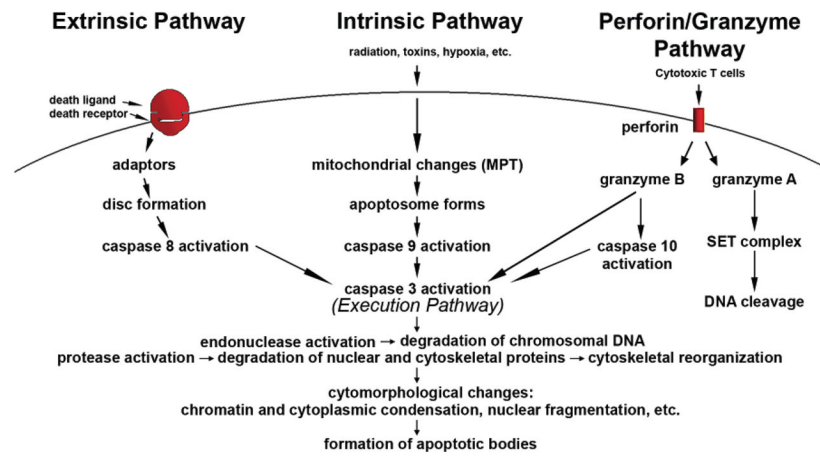 Extrinsic Pathway
Intrinsic Pathway
Perforin/Granzyme
Pathway
radiation, toxins, hypoxia, etc.
Cytotoxic T cells
death ligand
death receptor
perforin
adaptors
mitochondrial changes (MPT)
granzyme B
granzyme A
disc formation
apoptosome forms
caspase 8 activation
caspase 9 activation
caspase 10
activation
SET complex
caspase 3 activation
(Execution Pathway)
DNA cleavage
endonuclease activation → degradation of chromosomal DNA
protease activation → degradation of nuclear and cytoskeletal proteins → cytoskeletal reorganization
cytomorphological changes:
chromatin and cytoplasmic condensation, nuclear fragmentation, etc.
formation of apoptotic bodies